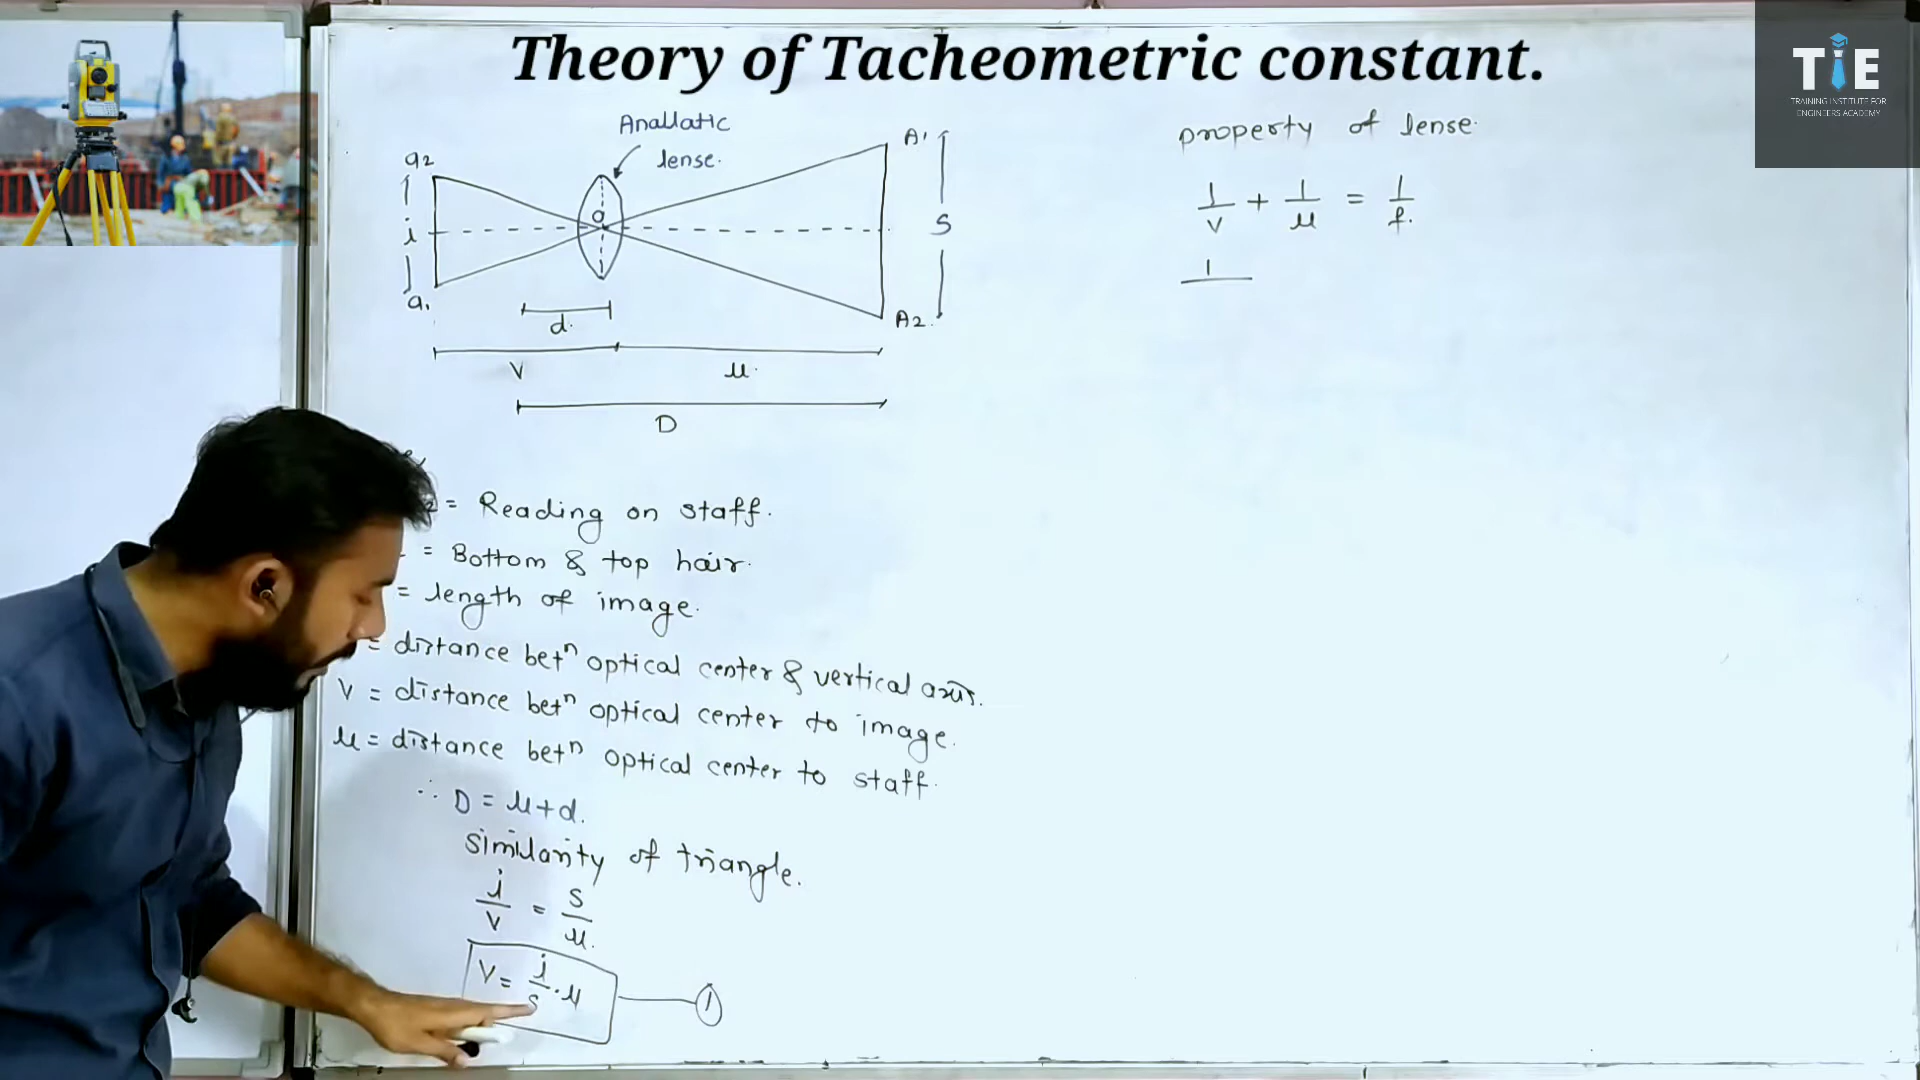 Theory of Tacheometric constant.
TiE
TRAINING INSTITUTE FOR
ENGINEERS ACADEMY
Anallatic
lense.
a2
i
a1
o
A1
S
A2.
d.
V
u.
D
= Reading on staff.
= Bottom & top hair.
= length of image.
= distance betn optical center & vertical axis.
V = distance betn optical center to image.
u = distance betn optical center to staff.
∴ D = u+d.
similarity of triangle.
i/V = S/u.
V = i/S . u
1
property of lense.
1/V + 1/u = 1/f.
1